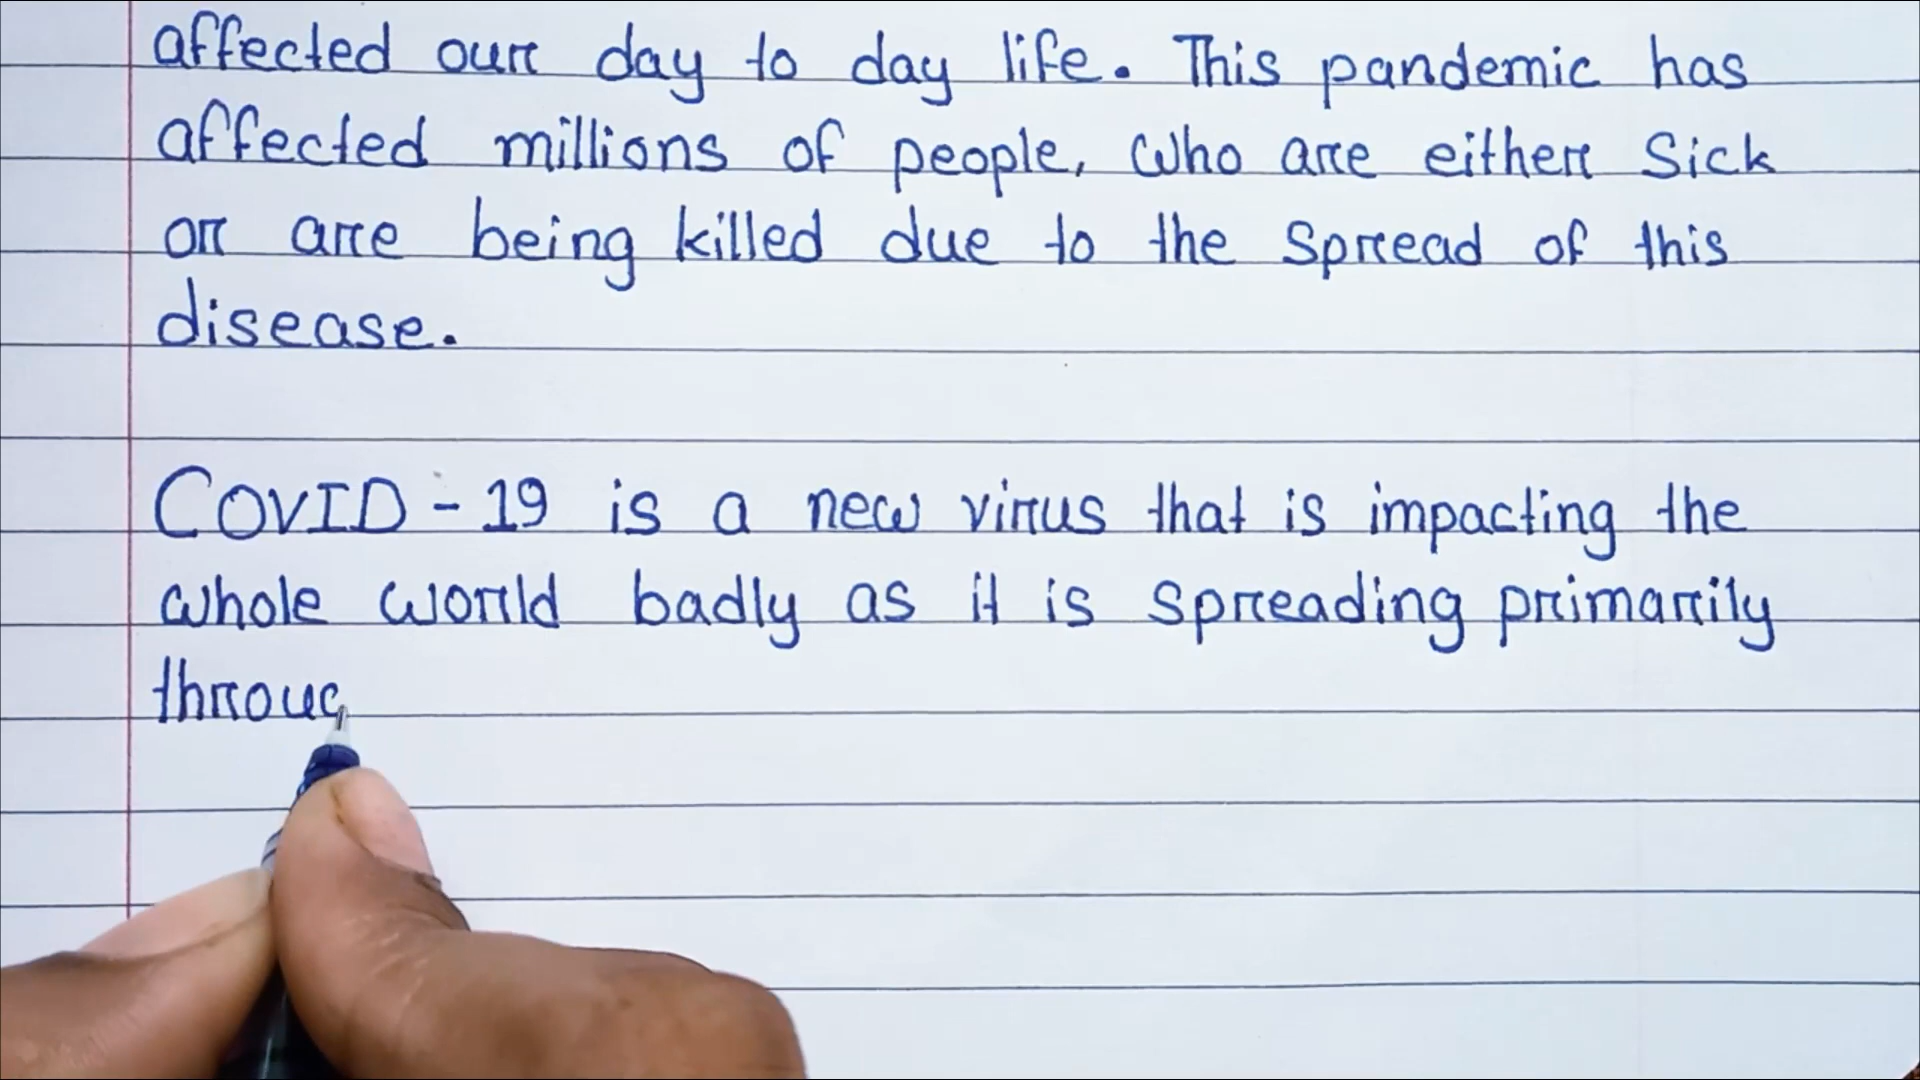 affected our day to day life. This pandemic has
affected millions of people, who are either Sick
or are being killed due to the Spread of this
disease.
COVID-19 is a new virus that is impacting the
whole world badly as it is Spreading primarily
throug